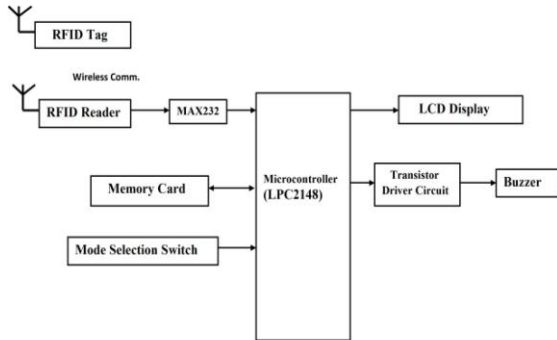 RFID Tag
Wireless Comm.
RFID Reader
MAX232
LCD Display
Microcontroller
(LPC2148)
Transistor
Driver Circuit
Buzzer
Memory Card
Mode Selection Switch